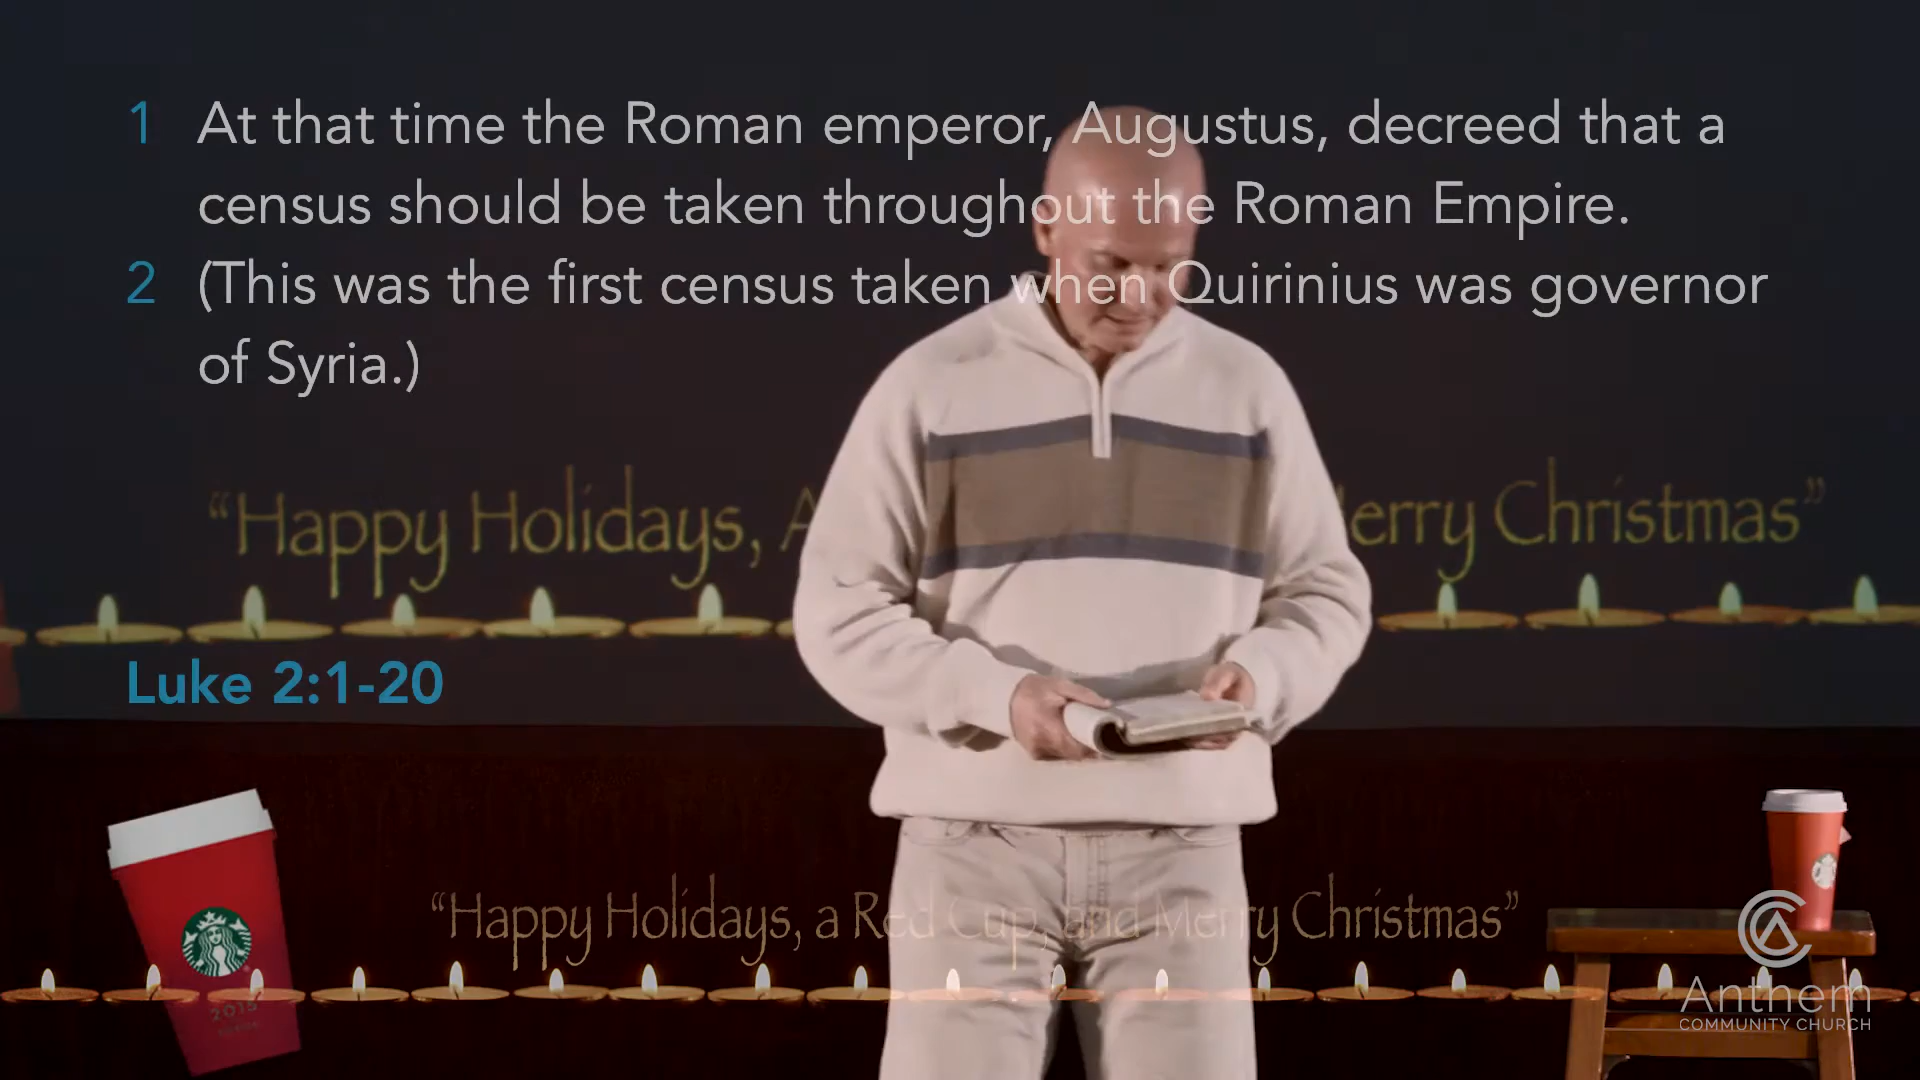 1 At that time the Roman emperor, Augustus, decreed that a
census should be taken throughout the Roman Empire.
2 (This was the first census taken when Quirinius was governor
of Syria.)
“Happy Holidays, A erry Christmas”
Luke 2:1-20
“Happy Holidays, a Red Cup, and Merry Christmas”
2015
Anthem
COMMUNITY CHURCH